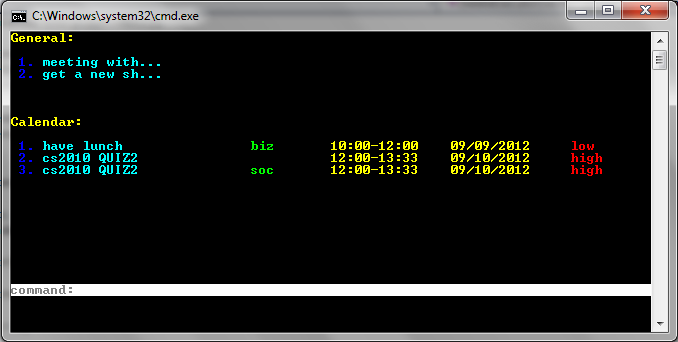 C:\Windows\system32\cmd.exe
General:
1. meeting with...
2. get a new sh...
Calendar:
1. have lunch biz 10:00-12:00 09/09/2012 low
2. cs2010 QUIZ2 12:00-13:33 09/10/2012 high
3. cs2010 QUIZ2 soc 12:00-13:33 09/10/2012 high
command: